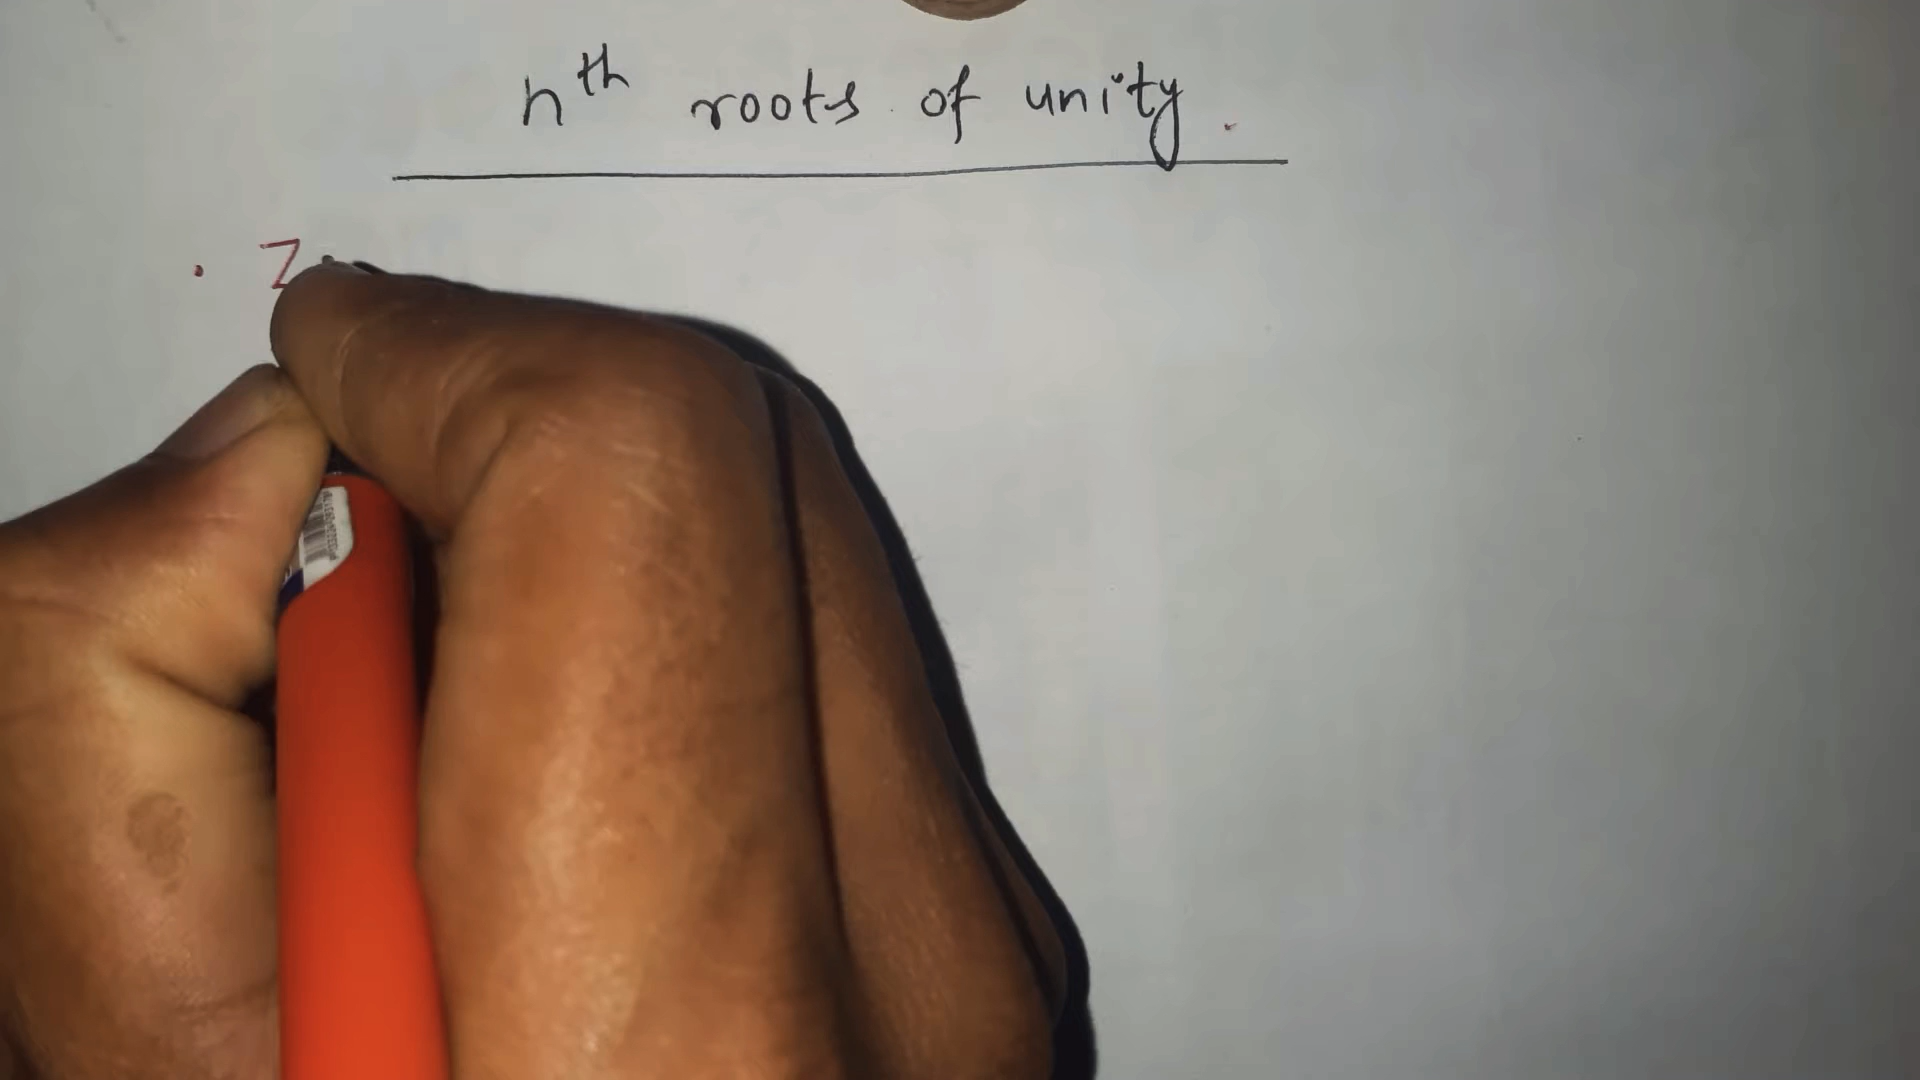 nth roots of unity.
. Z